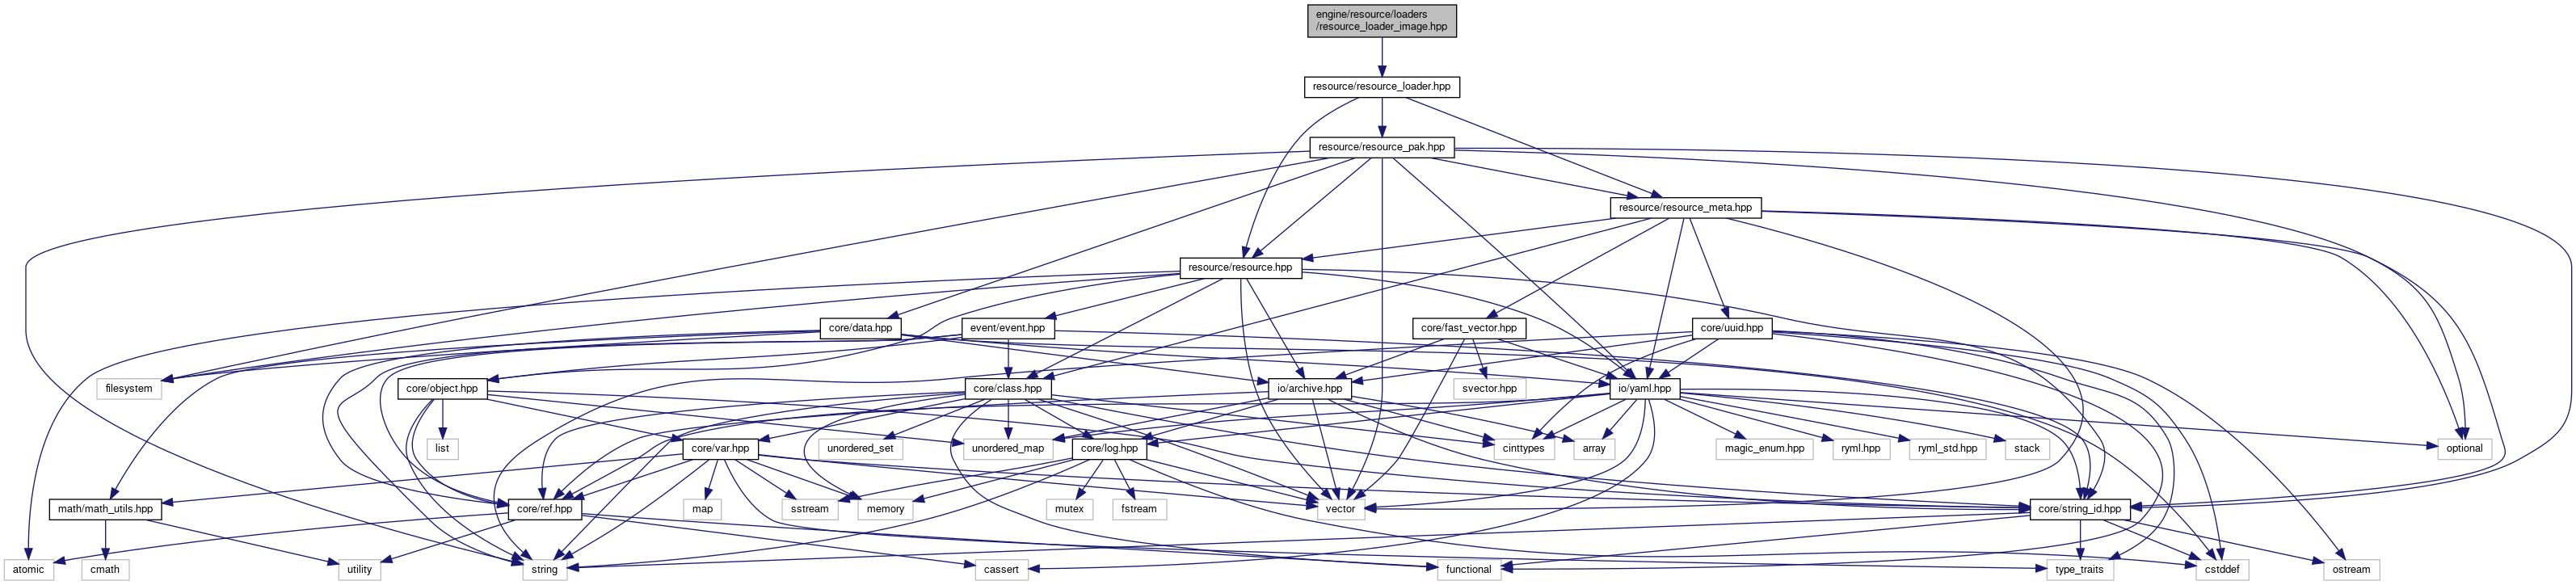 engine/resource/loaders
/resource_loader_image.hpp
resource/resource_loader.hpp
resource/resource_pak.hpp
resource/resource_meta.hpp
resource/resource.hpp
core/data.hpp
event/event.hpp
core/fast_vector.hpp
core/uuid.hpp
filesystem
core/object.hpp
core/class.hpp
io/archive.hpp
svector.hpp
io/yaml.hpp
list
core/var.hpp
unordered_set
unordered_map
core/log.hpp
cinttypes
array
magic_enum.hpp
ryml.hpp
ryml_std.hpp
stack
optional
math/math_utils.hpp
core/ref.hpp
map
sstream
memory
mutex
fstream
vector
core/string_id.hpp
atomic
cmath
utility
string
cassert
functional
type_traits
cstddef
ostream